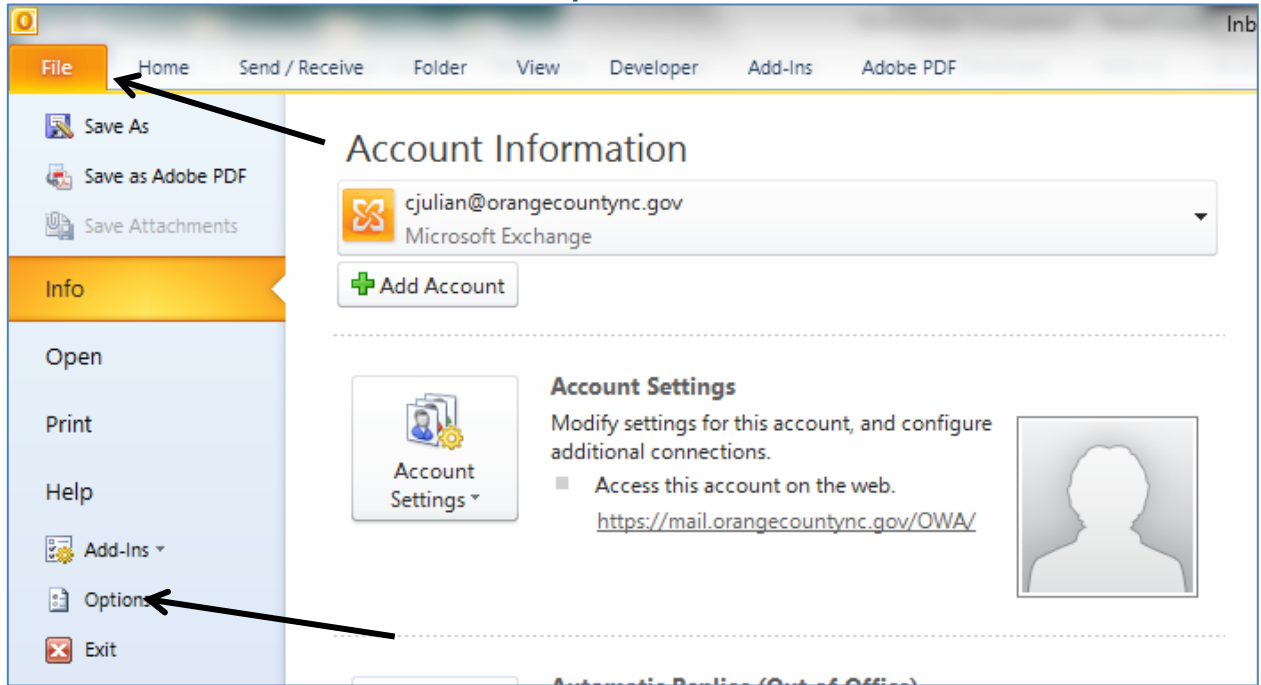 Inb
File Home Send / Receive Folder View Developer Add-Ins Adobe PDF
Save As
Save as Adobe PDF
Save Attachments
Info
Open
Print
Help
Add-Ins
Options
Exit
Account Information
cjulian@orangecountync.gov
Microsoft Exchange
Add Account
Account
Settings
Account Settings
Modify settings for this account, and configure
additional connections.
Access this account on the web.
https://mail.orangecountync.gov/OWA/
Automatic Replies (Out of Office)